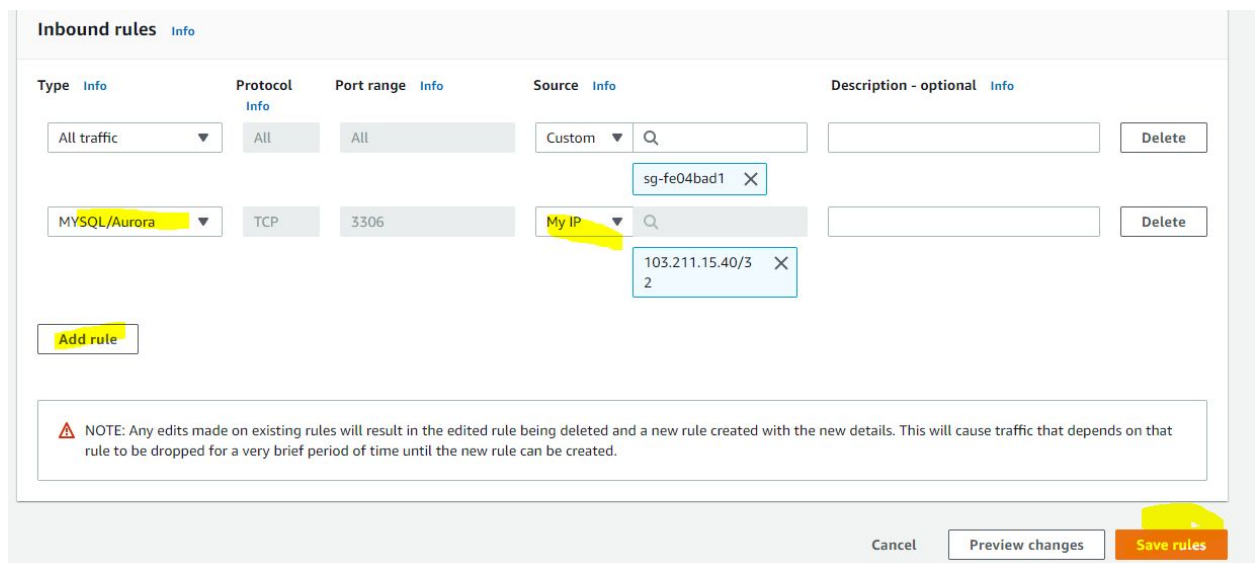 Inbound rules Info
Type Info Protocol Info Port range Info Source Info Description - optional Info
All traffic All All Custom Delete
sg-fe04bad1
MYSQL/Aurora TCP 3306 My IP Delete
103.211.15.40/3
2
Add rule
NOTE: Any edits made on existing rules will result in the edited rule being deleted and a new rule created with the new details. This will cause traffic that depends on that
rule to be dropped for a very brief period of time until the new rule can be created.
Cancel Preview changes Save rules